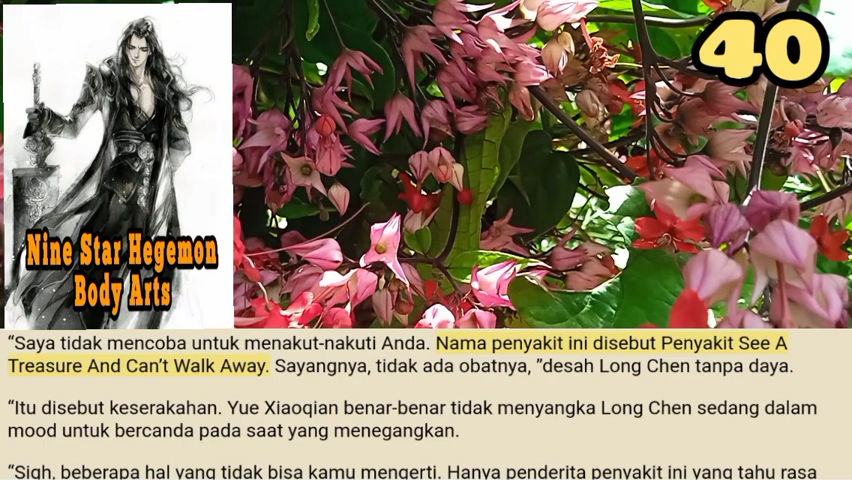 40
Nine Star Hegemon
Body Arts
“Saya tidak mencoba untuk menakut-nakuti Anda. Nama penyakit ini disebut Penyakit See A
Treasure And Can’t Walk Away. Sayangnya, tidak ada obatnya, ”desah Long Chen tanpa daya.
“Itu disebut keserakahan. Yue Xiaoqian benar-benar tidak menyangka Long Chen sedang dalam
mood untuk bercanda pada saat yang menegangkan.
“Sigh, beberapa hal yang tidak bisa kamu mengerti. Hanya penderita penyakit ini yang tahu rasa